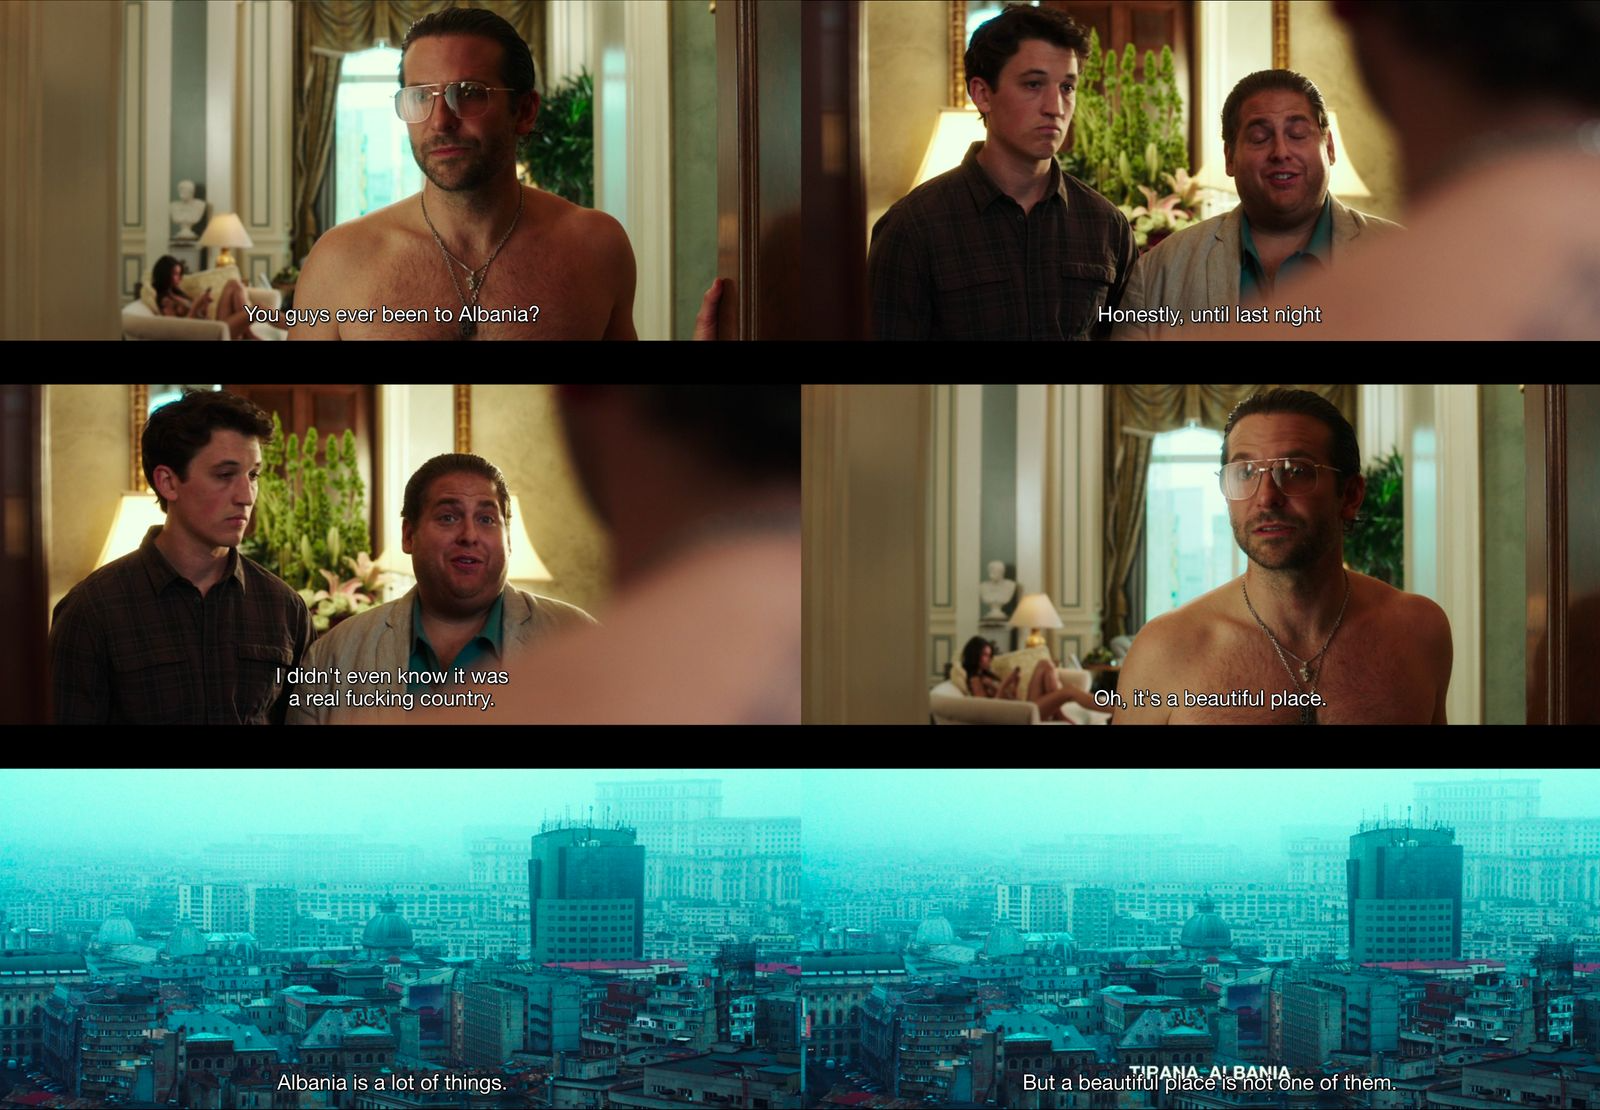 You guys ever been to Albania?
Honestly, until last night
I didn't even know it was
a real fucking country.
Oh, it's a beautiful place.
Albania is a lot of things.
TIRANA, ALBANIA
But a beautiful place is not one of them.